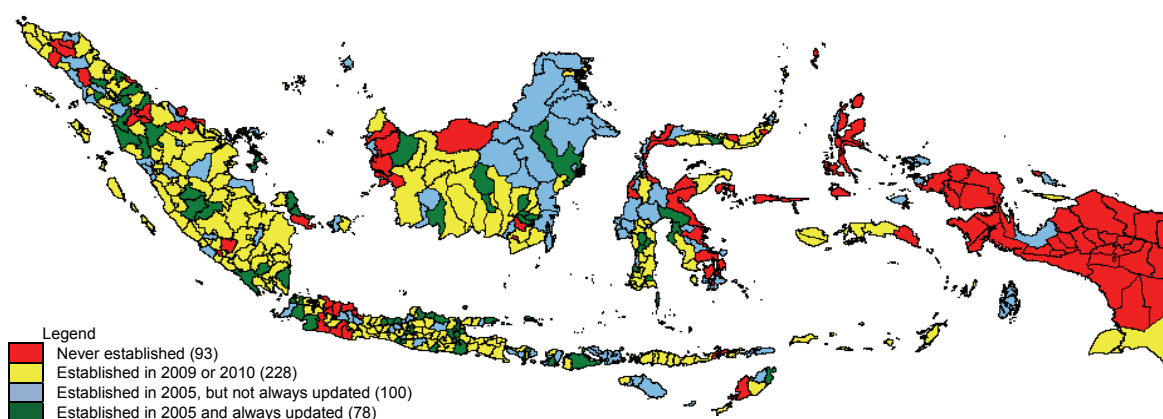 Legend
Never established (93)
Established in 2009 or 2010 (228)
Established in 2005, but not always updated (100)
Established in 2005 and always updated (78)